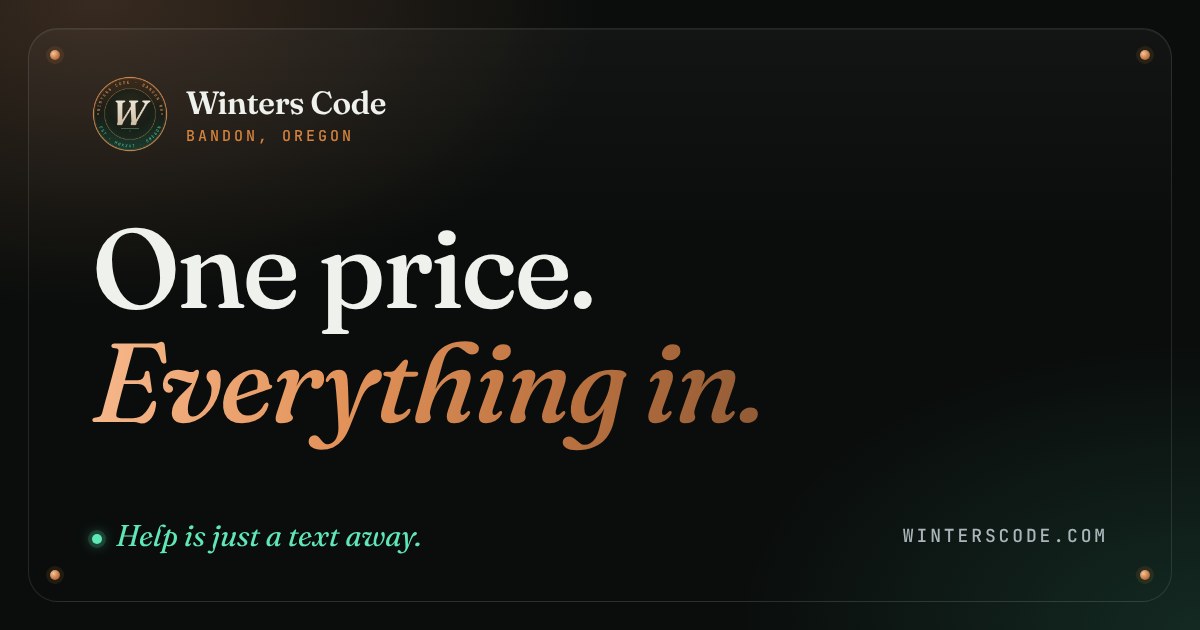 W
Winters Code
BANDON, OREGON
One price.
Everything in.
Help is just a text away.
WINTERSCODE.COM